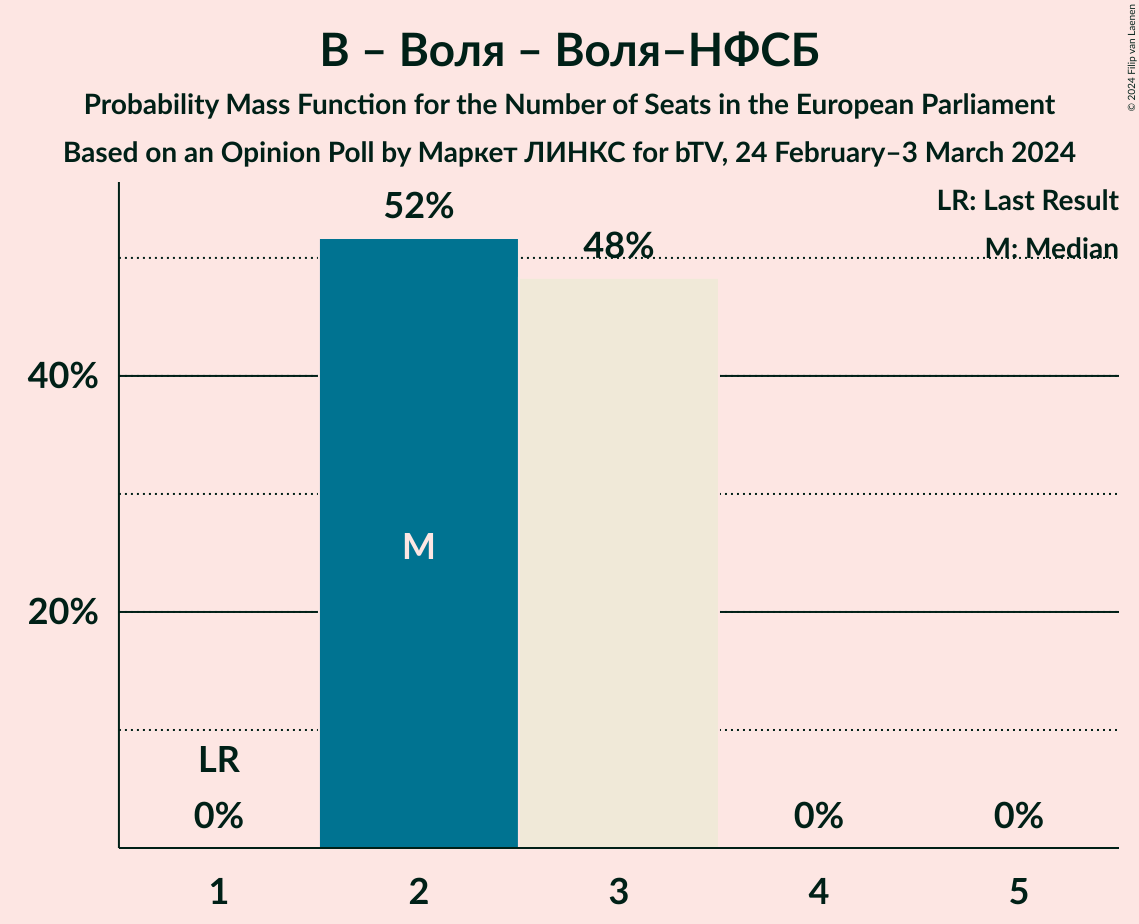 В – Воля – Воля–НФСБ
Probability Mass Function for the Number of Seats in the European Parliament
Based on an Opinion Poll by Маркет ЛИНКС for bTV, 24 February–3 March 2024
© 2024 Filip van Laenen
LR: Last Result
M: Median
52%
48%
40%
20%
M
LR
0%
0%
0%
1
2
3
4
5